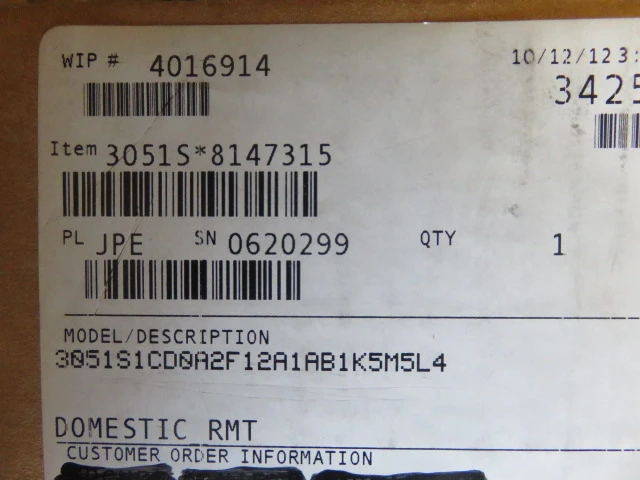 WIP # 4016914 10/12/12 3:
3425
Item 3051S*8147315
PL JPE SN 0620299 QTY 1
MODEL/DESCRIPTION
3051S1CD0A2F12A1AB1K5M5L4
DOMESTIC RMT
CUSTOMER ORDER INFORMATION